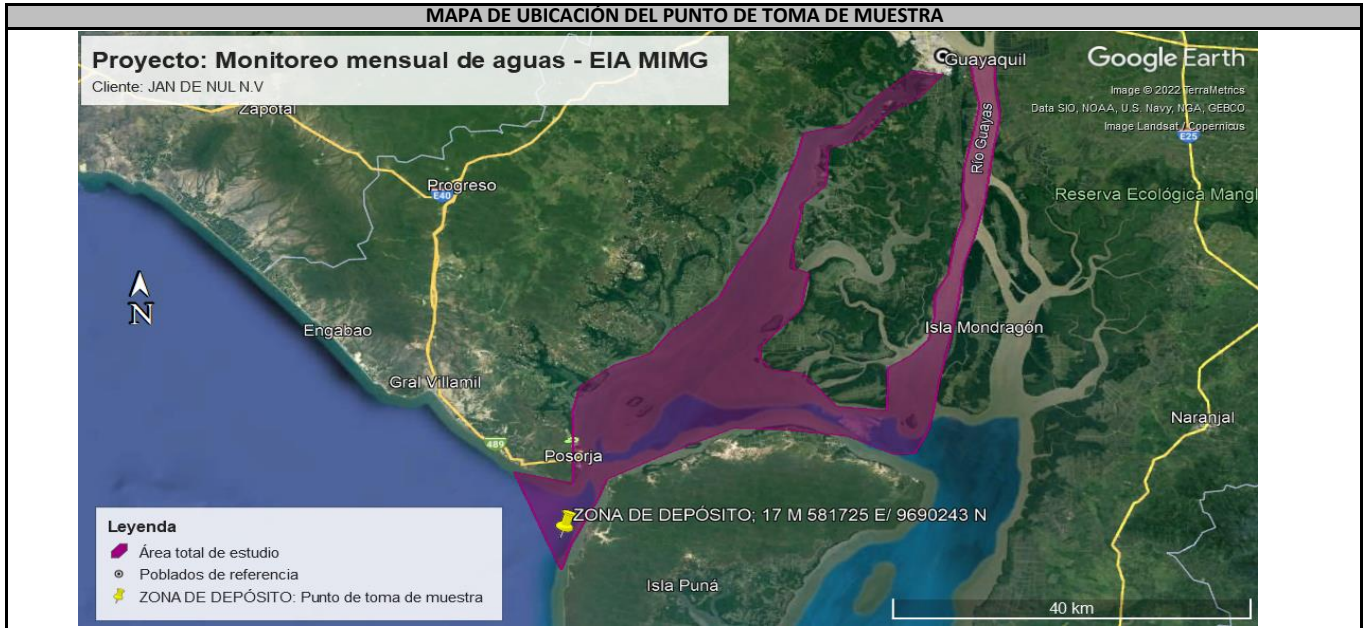 MAPA DE UBICACIÓN DEL PUNTO DE TOMA DE MUESTRA
Proyecto: Monitoreo mensual de aguas - EIA MIMG
Cliente: JAN DE NUL N.V
Guayaquil
Google Earth
Image © 2022 TerraMetrics
Data SIO, NOAA, U.S. Navy, NGA, GEBCO
Image Landsat / Copernicus
Zapotal
E25
Río Guayas
Progreso
E40
Reserva Ecológica Mangl
N
Engabao
Isla Mondragón
Gral Villamil
Naranjal
489
Posorja
ZONA DE DEPÓSITO; 17 M 581725 E/ 9690243 N
Leyenda
Área total de estudio
Poblados de referencia
ZONA DE DEPÓSITO: Punto de toma de muestra
Isla Puná
40 km